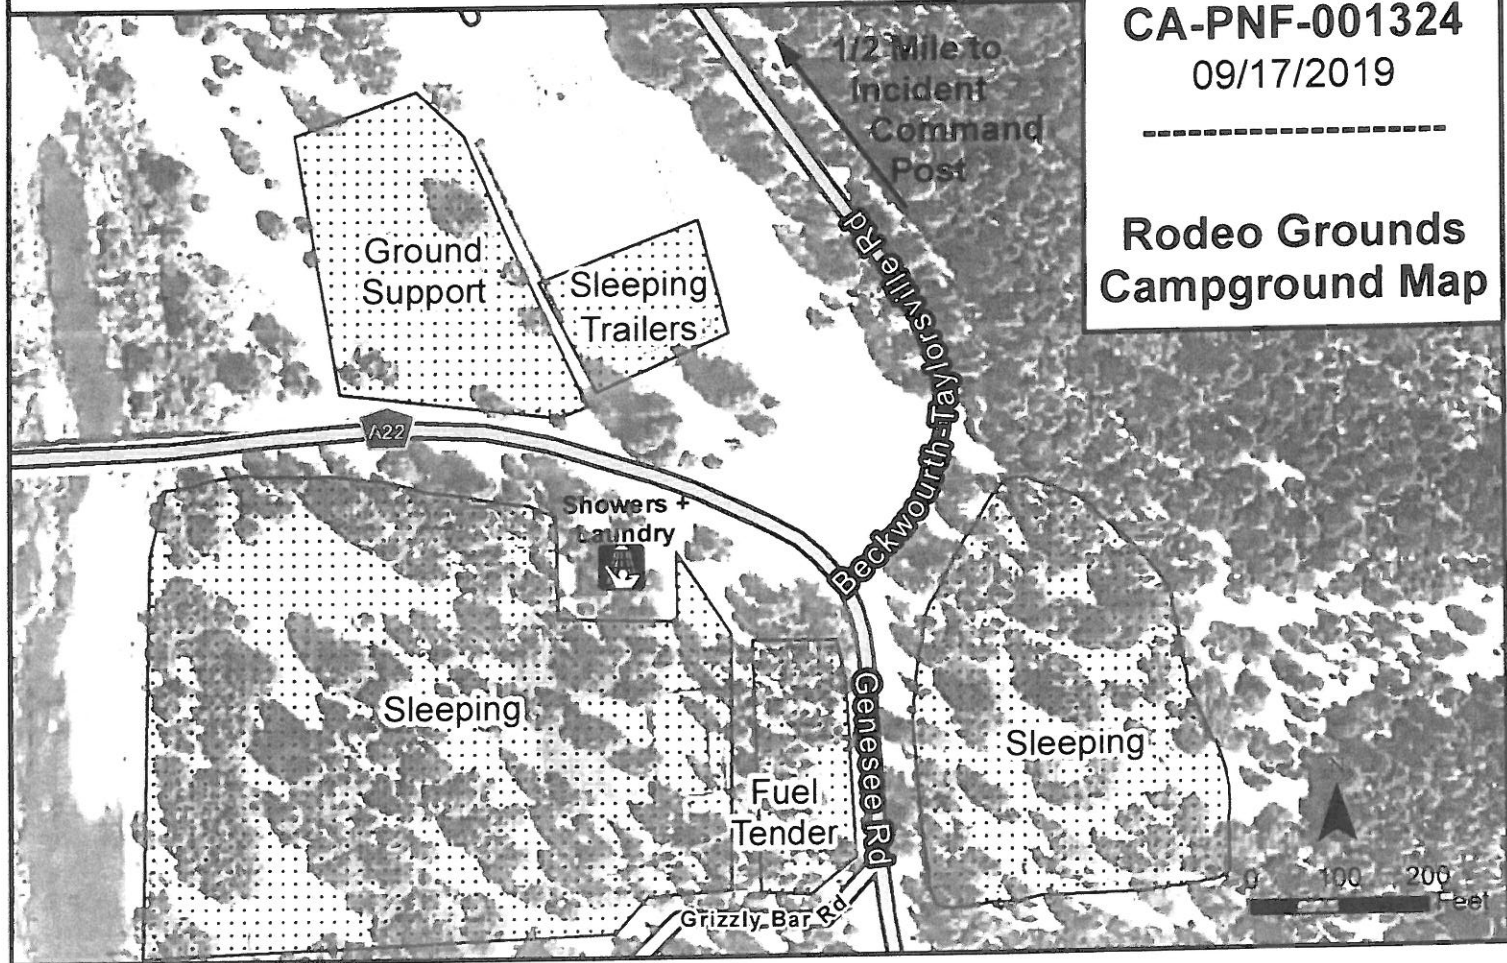 CA-PNF-001324
09/17/2019
----------------------
Rodeo Grounds
Campground Map
1/2 Mile to
Incident
Command
Post
Ground
Support
Sleeping
Trailers
Beckwourth-Taylorsville Rd
A22
Showers +
Laundry
Sleeping
Fuel
Tender
Genesee Rd
Sleeping
Grizzly Bar Rd
0 100 200
Feet